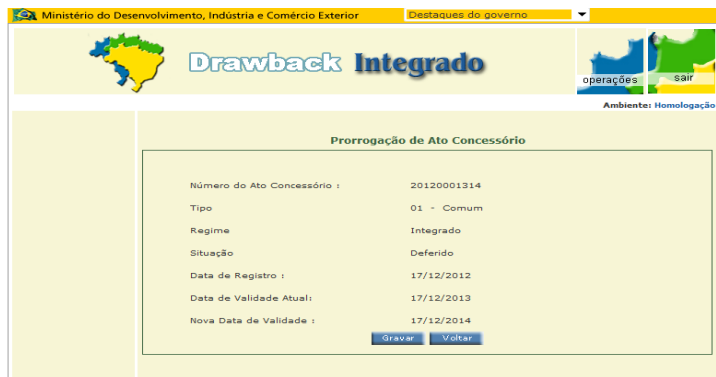 Ministério do Desenvolvimento, Indústria e Comércio Exterior Destaques do governo
Drawback Integrado
operações sair
Ambiente: Homologação
Prorrogação de Ato Concessório
Número do Ato Concessório : 20120001314
Tipo 01 - Comum
Regime Integrado
Situação Deferido
Data de Registro : 17/12/2012
Data de Validade Atual: 17/12/2013
Nova Data de Validade : 17/12/2014
Gravar Voltar